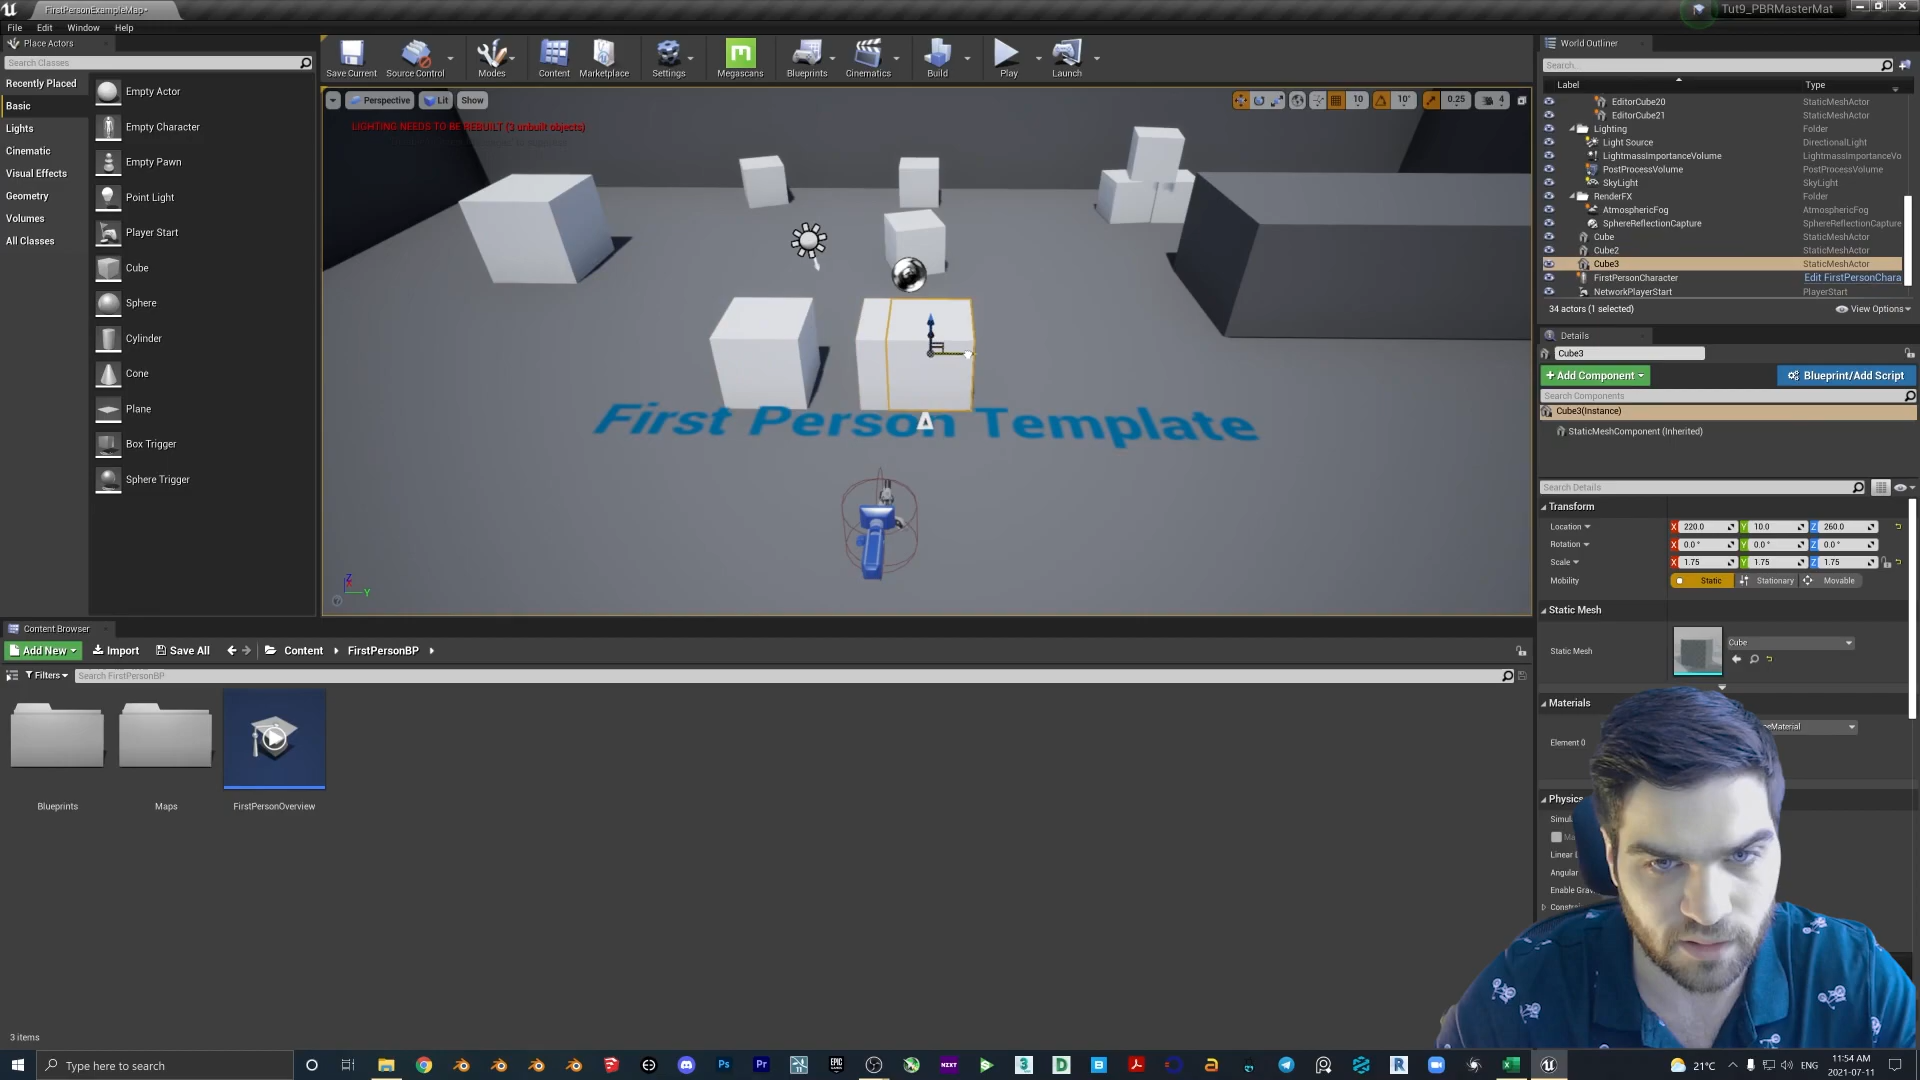 FirstPersonExampleMap•
Tut9_PBRMasterMat
File Edit Window Help
Place Actors
Search Classes
Recently Placed
Basic
Lights
Cinematic
Visual Effects
Geometry
Volumes
All Classes
Empty Actor
Empty Character
Empty Pawn
Point Light
Player Start
Cube
Sphere
Cylinder
Cone
Plane
Box Trigger
Sphere Trigger
Save Current Source Control Modes Content Marketplace Settings Megascans Blueprints Cinematics Build Play Launch
Perspective Lit Show
10 10° 0.25 4
LIGHTING NEEDS TO BE REBUILT (3 unbuilt objects)
First Person Template
Z
Y
World Outliner
Search...
Label Type
EditorCube20 StaticMeshActor
EditorCube21 StaticMeshActor
Lighting Folder
Light Source DirectionalLight
LightmassImportanceVolume LightmassImportanceVo
PostProcessVolume PostProcessVolume
SkyLight SkyLight
RenderFX Folder
AtmosphericFog AtmosphericFog
SphereReflectionCapture SphereReflectionCapture
Cube StaticMeshActor
Cube2 StaticMeshActor
Cube3 StaticMeshActor
FirstPersonCharacter Edit FirstPersonChara
NetworkPlayerStart PlayerStart
34 actors (1 selected) View Options
Details
Cube3
+ Add Component Blueprint/Add Script
Search Components
Cube3(Instance)
StaticMeshComponent (Inherited)
Search Details
Transform
Location X 220.0 Y 10.0 Z 260.0
Rotation X 0.0° Y 0.0° Z 0.0°
Scale X 1.75 Y 1.75 Z 1.75
Mobility Static Stationary Movable
Static Mesh
Static Mesh Cube
Materials
Element 0
Physics
Linear
Angular
Content Browser
Add New Import Save All Content FirstPersonBP
Filters Search FirstPersonBP
Blueprints Maps FirstPersonOverview
3 items
Type here to search
21°C ENG 11:54 AM
2021-07-11